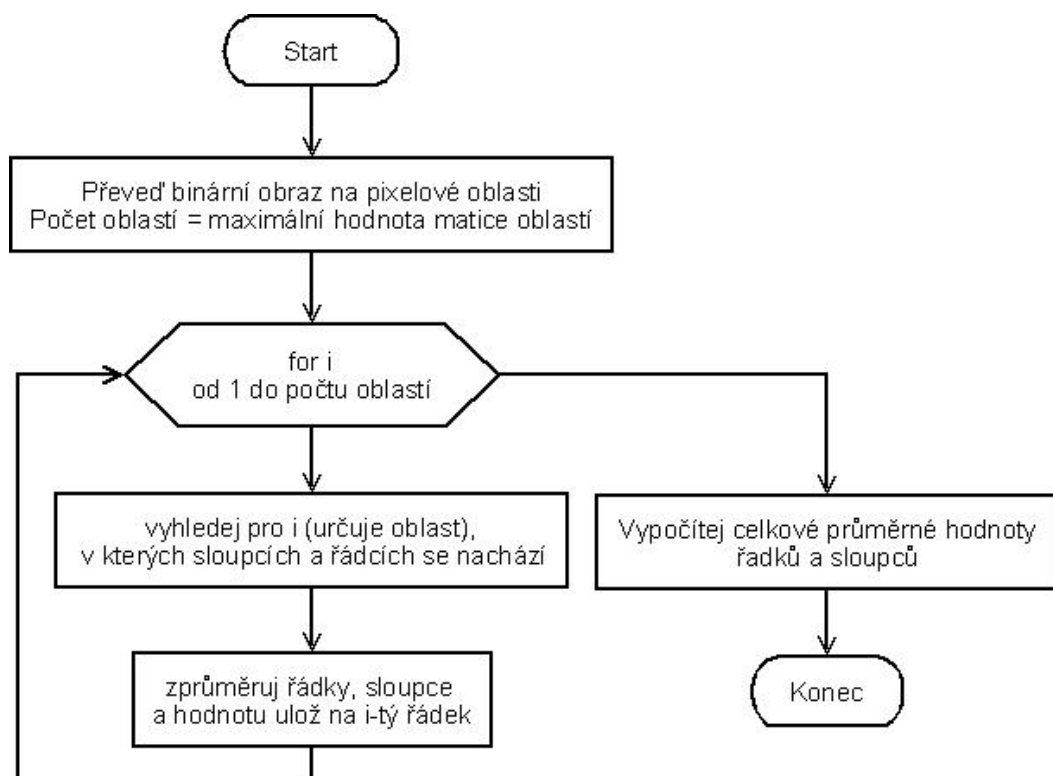 Start
Převeď binární obraz na pixelové oblasti
Počet oblastí = maximální hodnota matice oblastí
for i
od 1 do počtu oblastí
vyhledej pro i (určuje oblast),
v kterých sloupcích a řádcích se nachází
zprůměruj řádky, sloupce
a hodnotu ulož na i-tý řádek
Vypočítej celkové průměrné hodnoty
řadků a sloupců
Konec